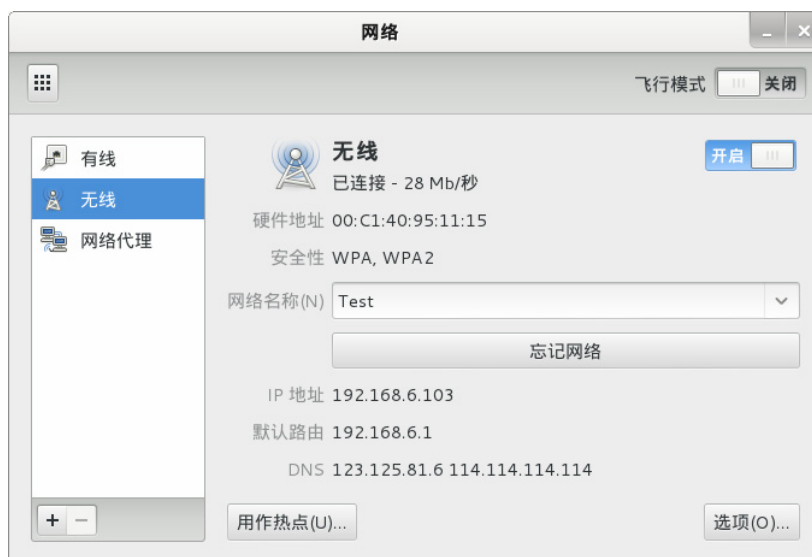 网络
飞行模式 关闭
有线
无线
网络代理
无线 开启
已连接 - 28 Mb/秒
硬件地址 00:C1:40:95:11:15
安全性 WPA, WPA2
网络名称(N) Test
忘记网络
IP 地址 192.168.6.103
默认路由 192.168.6.1
DNS 123.125.81.6 114.114.114.114
用作热点(U)... 选项(O)...